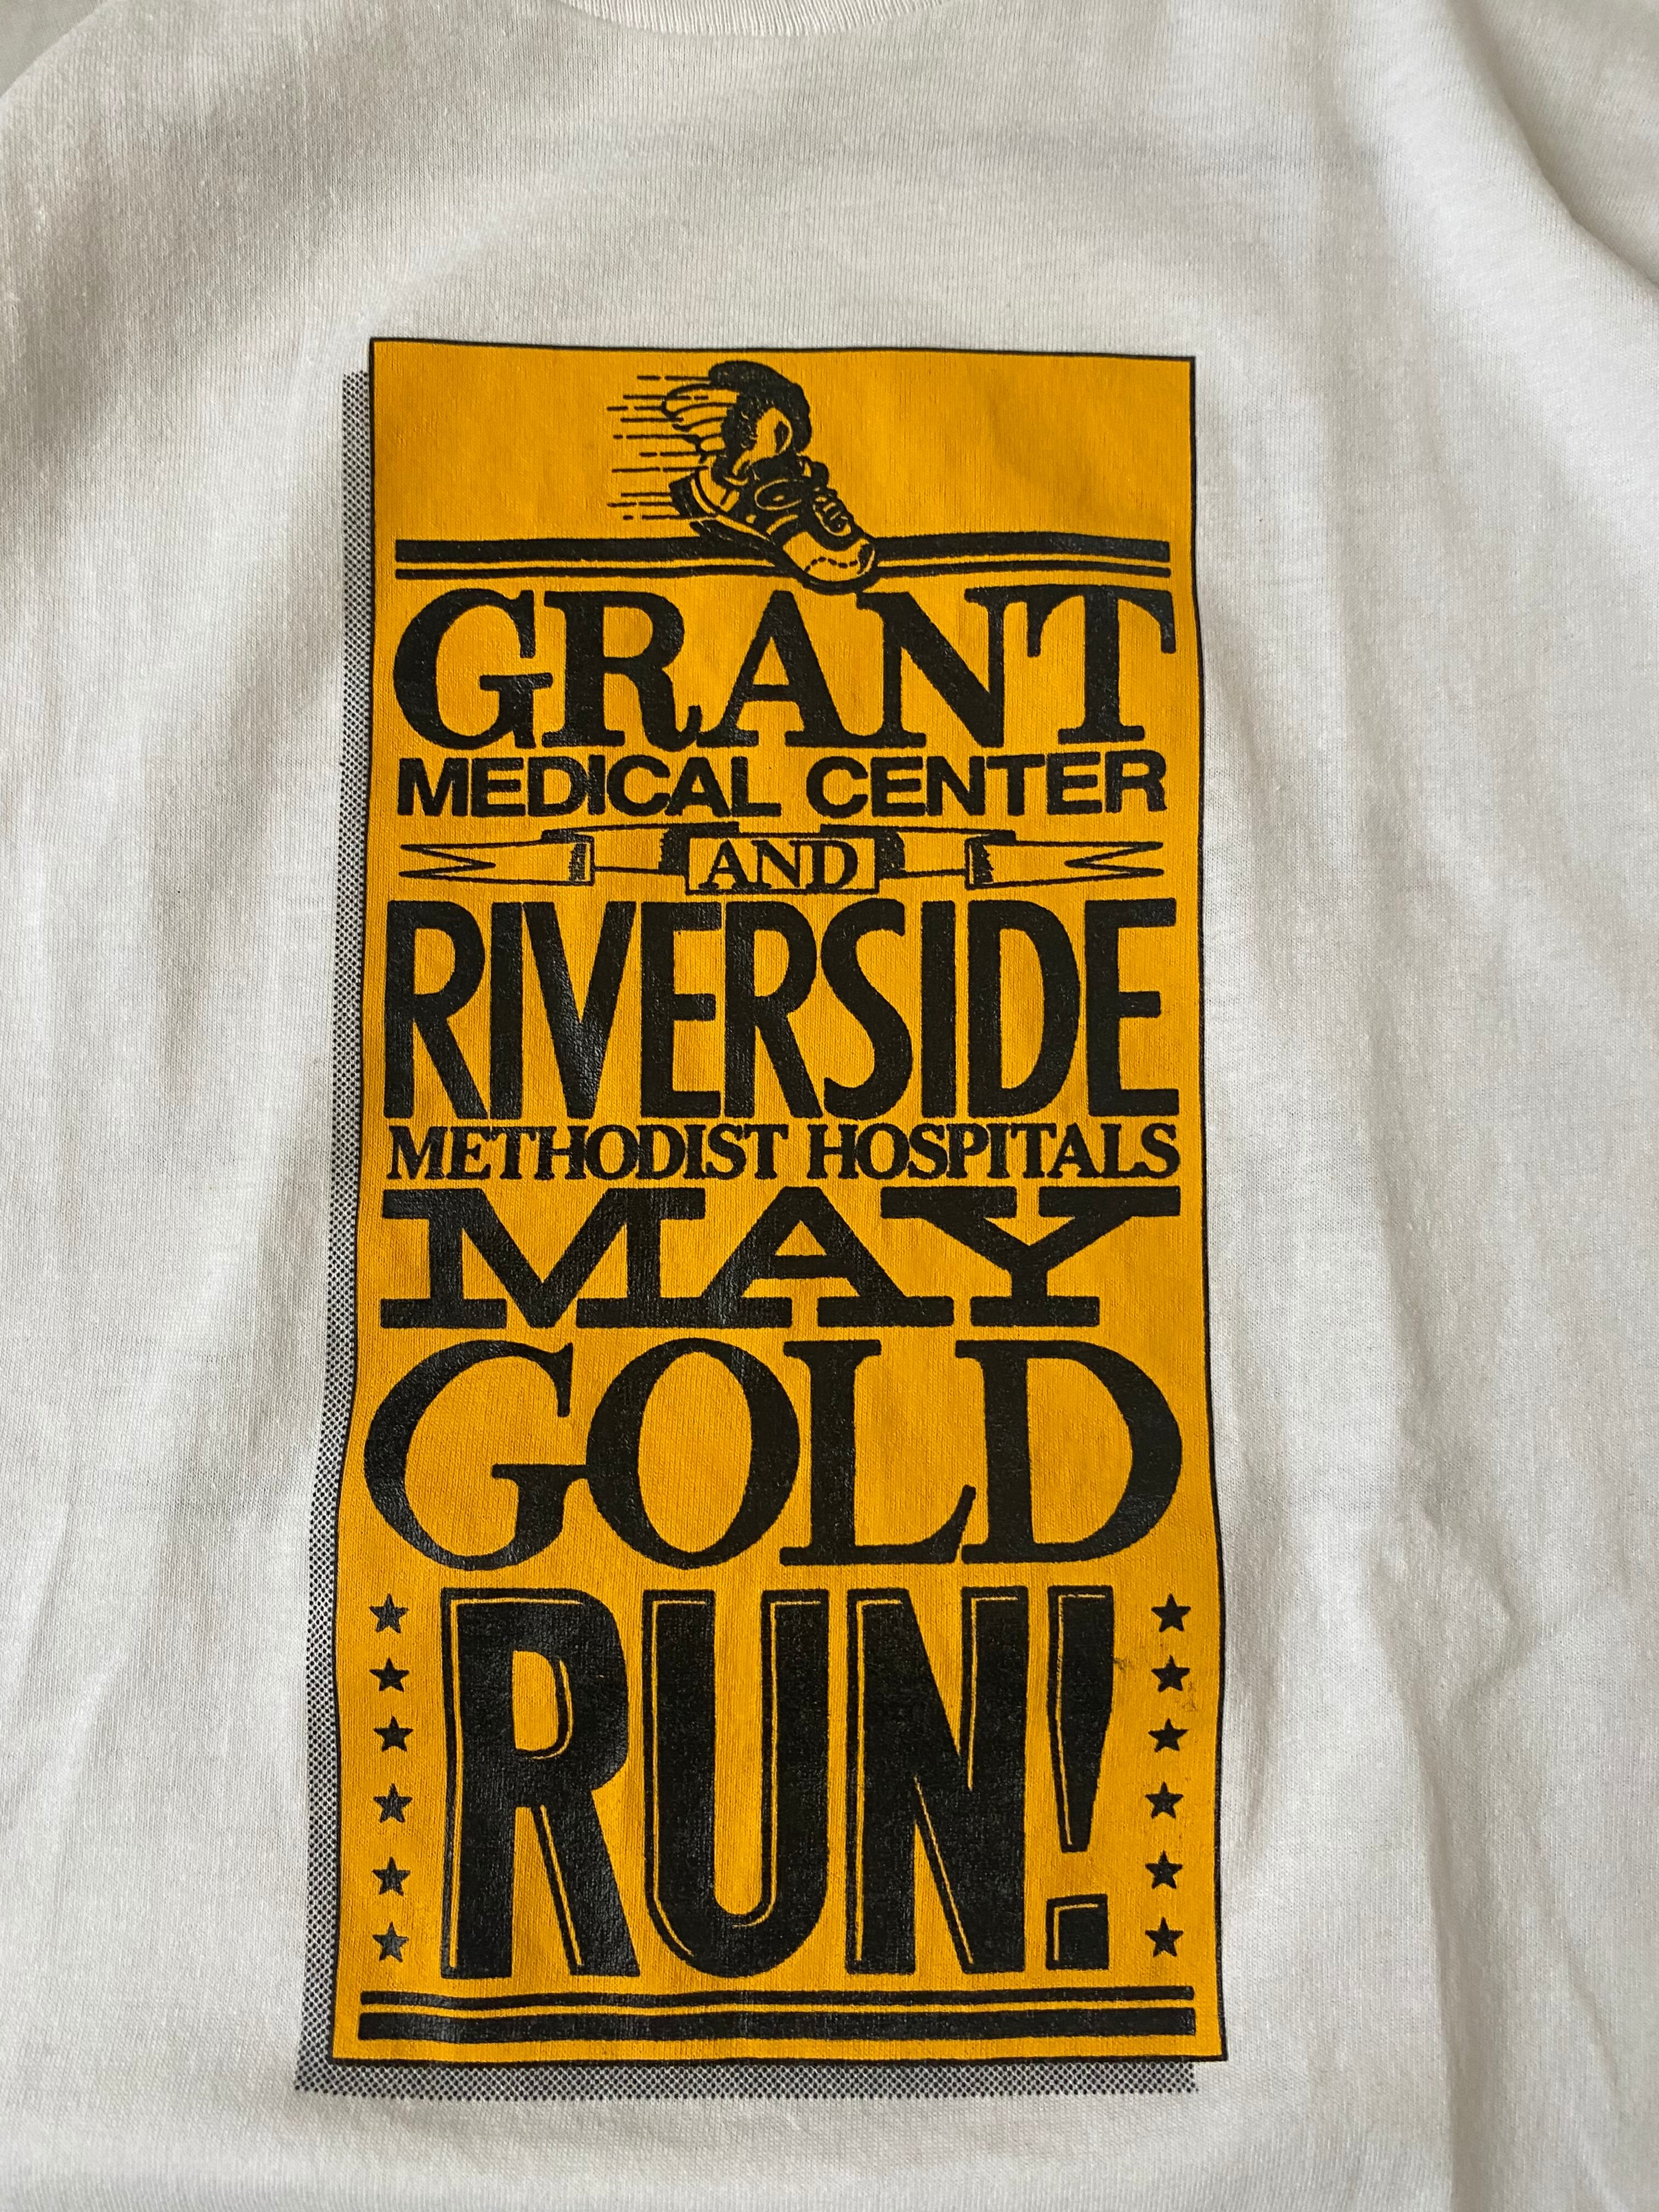 GRANT
MEDICAL CENTER
AND
RIVERSIDE
METHODIST HOSPITALS
MAY
GOLD
RUN!